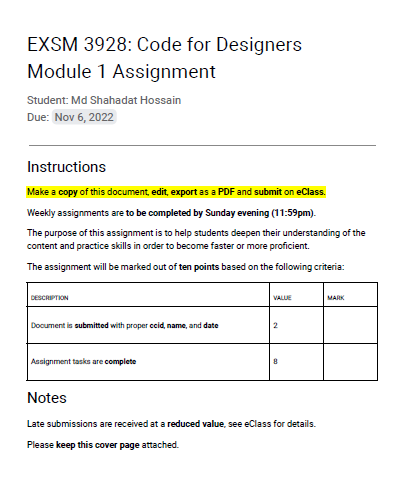 EXSM 3928: Code for Designers
Module 1 Assignment
Student: Md Shahadat Hossain
Due: Nov 6, 2022
Instructions
Make a copy of this document, edit, export as a PDF and submit on eClass.
Weekly assignments are to be completed by Sunday evening (11:59pm).
The purpose of this assignment is to help students deepen their understanding of the
content and practice skills in order to become faster or more proficient.
The assignment will be marked out of ten points based on the following criteria:
DESCRIPTION VALUE MARK
Document is submitted with proper ccid, name, and date 2
Assignment tasks are complete 8
Notes
Late submissions are received at a reduced value, see eClass for details.
Please keep this cover page attached.